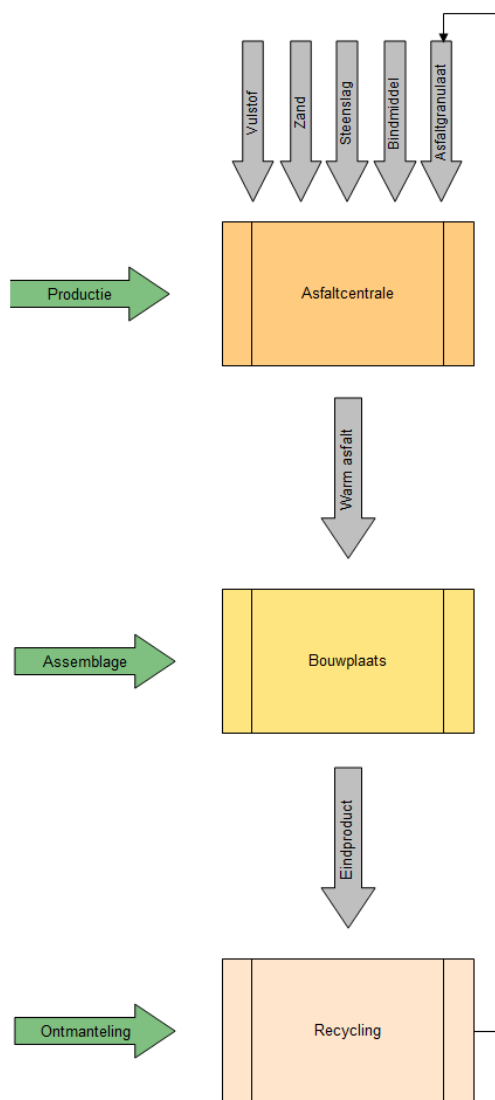 Vulstof
Zand
Steenslag
Bindmiddel
Asfaltgranulaat
Productie
Asfaltcentrale
Warm asfalt
Assemblage
Bouwplaats
Eindproduct
Ontmanteling
Recycling